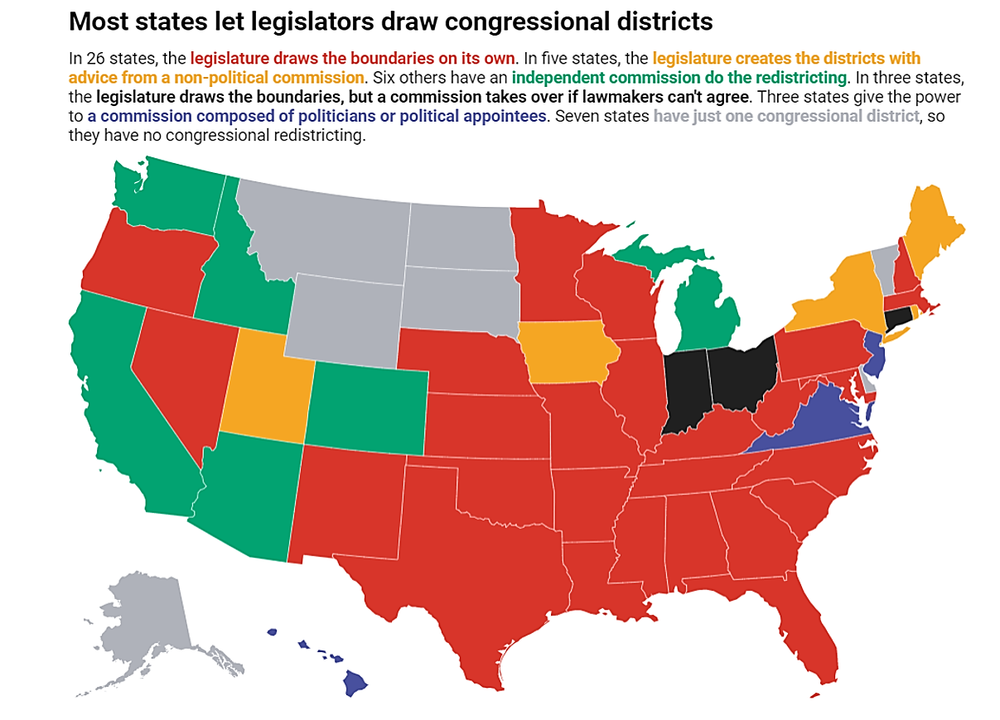 Most states let legislators draw congressional districts
In 26 states, the legislature draws the boundaries on its own. In five states, the legislature creates the districts with
advice from a non-political commission. Six others have an independent commission do the redistricting. In three states,
the legislature draws the boundaries, but a commission takes over if lawmakers can't agree. Three states give the power
to a commission composed of politicians or political appointees. Seven states have just one congressional district, so
they have no congressional redistricting.